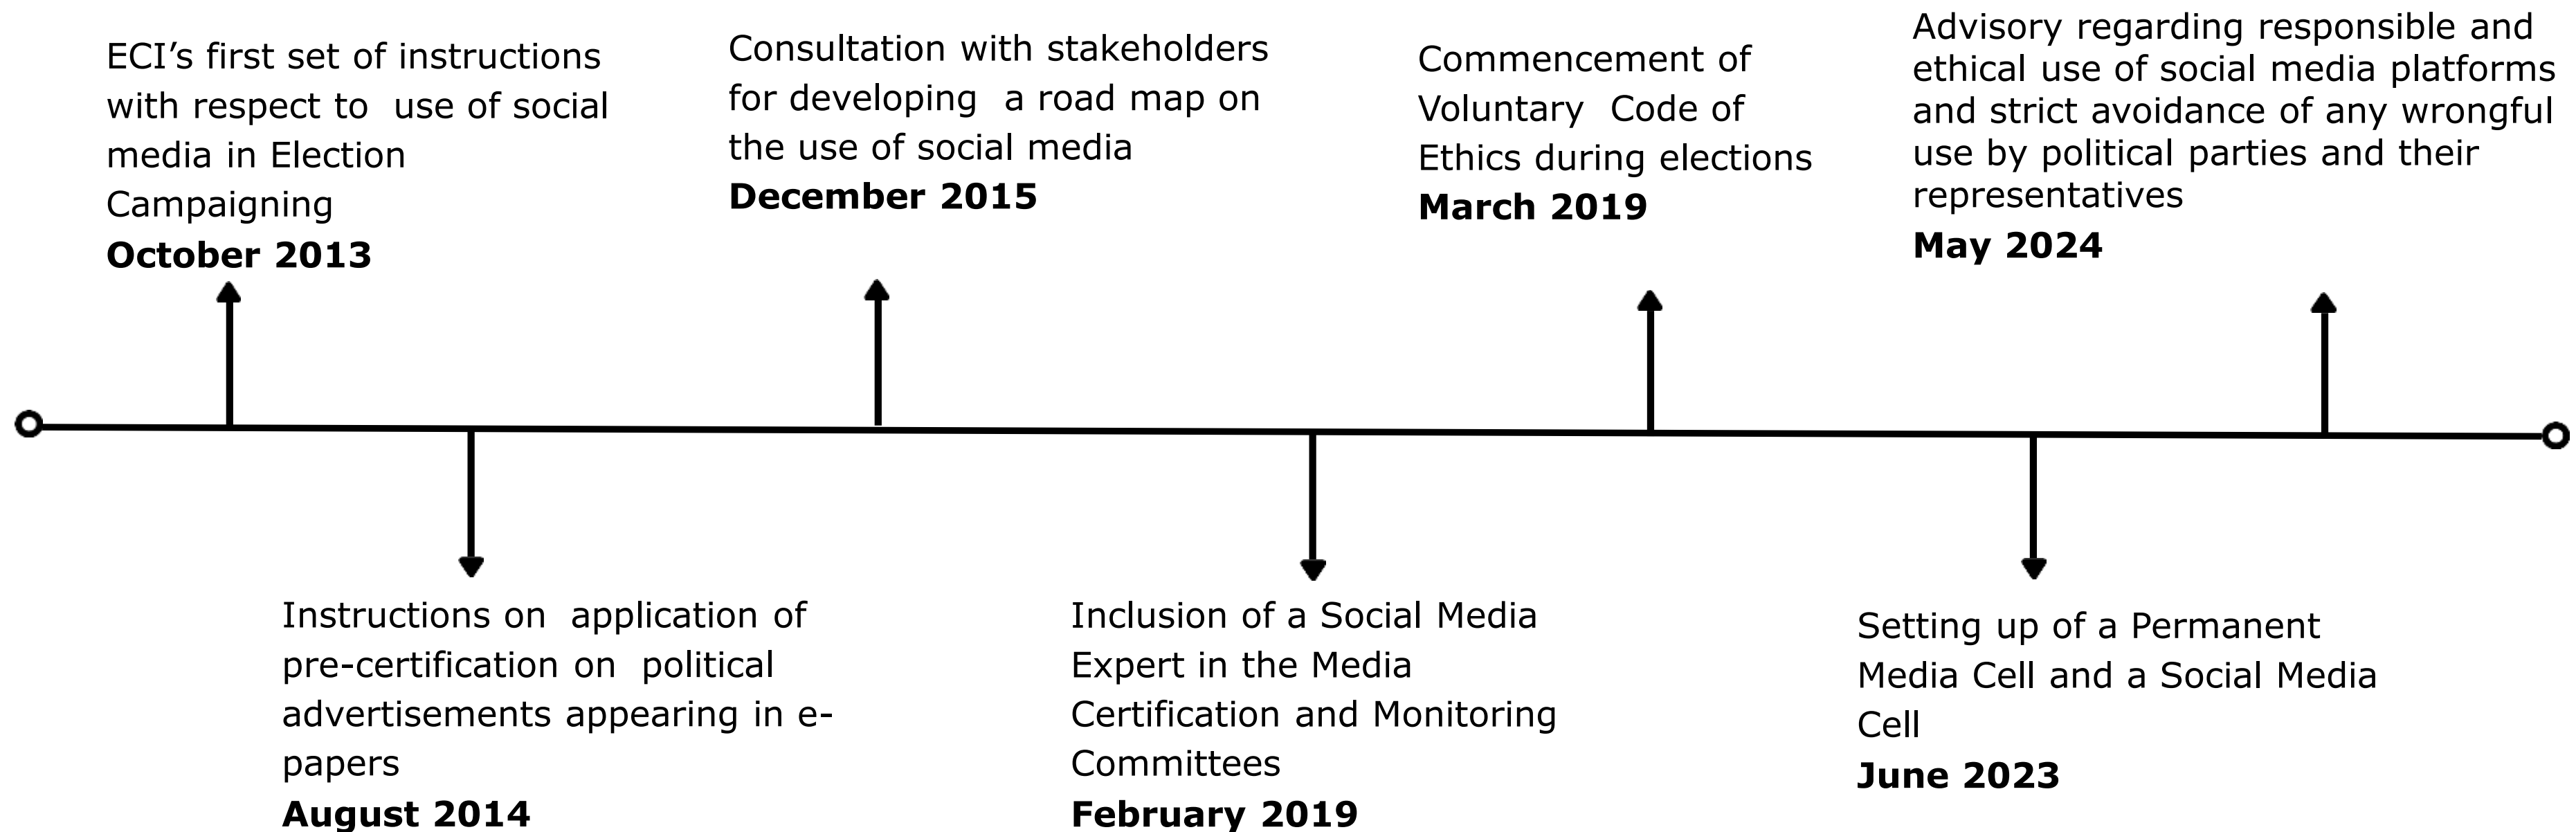 ECI’s first set of instructions
with respect to  use of social
media in Election
Campaigning
October 2013
Instructions on  application of
pre-certification on  political
advertisements appearing in e-
papers
August 2014
Consultation with stakeholders
for developing  a road map on
the use of social media
December 2015
Inclusion of a Social Media
Expert in the Media
Certification and Monitoring
Committees
February 2019
Commencement of
Voluntary  Code of
Ethics during elections
March 2019
Setting up of a Permanent
Media Cell and a Social Media
Cell
June 2023
Advisory regarding responsible and
ethical use of social media platforms
and strict avoidance of any wrongful
use by political parties and their
representatives
May 2024